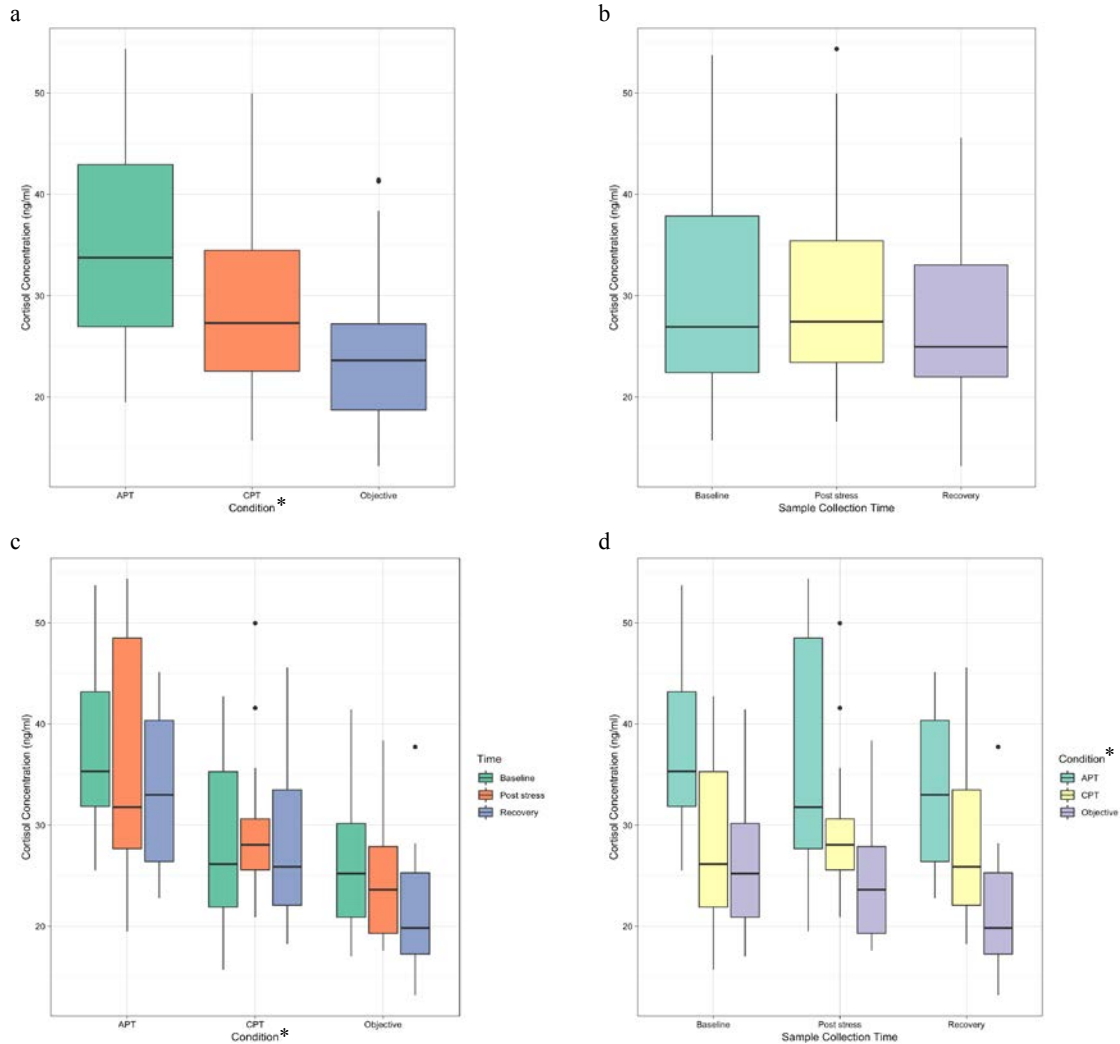 a
Cortisol Concentration (ng/ml)
50
40
30
20
APT
CPT
Objective
Condition*
b
Cortisol Concentration (ng/ml)
50
40
30
20
Baseline
Post stress
Recovery
Sample Collection Time
c
Cortisol Concentration (ng/ml)
50
40
30
20
APT
CPT
Objective
Condition*
Time
Baseline
Post stress
Recovery
d
Cortisol Concentration (ng/ml)
50
40
30
20
Baseline
Post stress
Recovery
Sample Collection Time
Condition*
APT
CPT
Objective